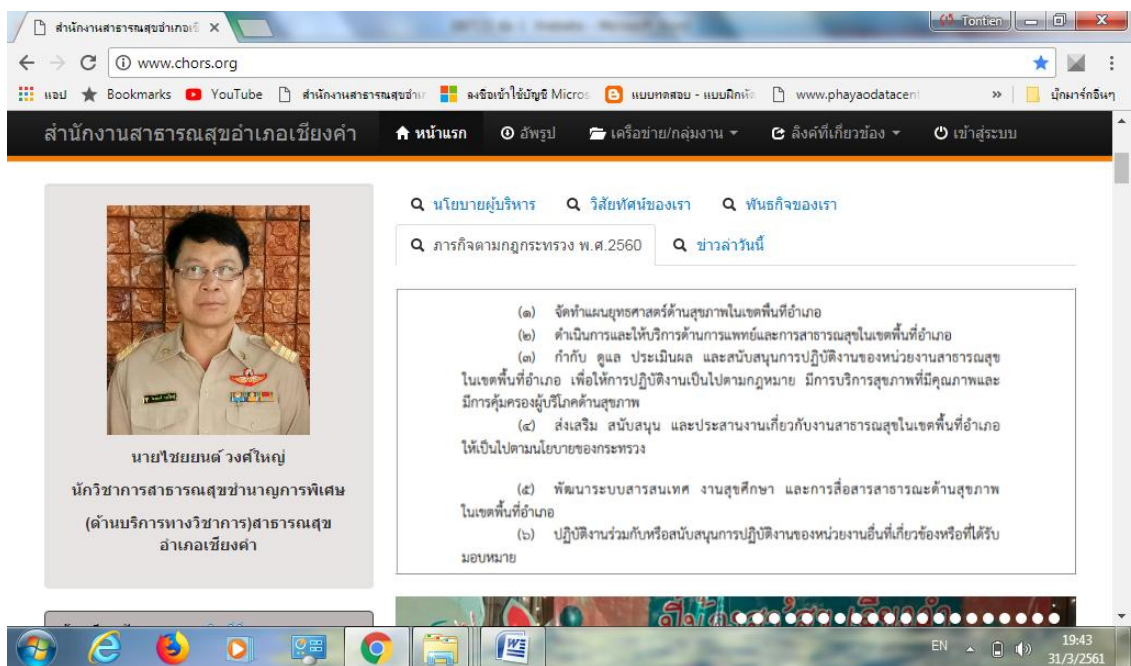 สำนักงานสาธารณสุขอำเภอเชี
Tontien
www.chors.org
แอป Bookmarks YouTube สำนักงานสาธารณสุขอำเภ ลงชื่อเข้าใช้บัญชี Micros แบบทดสอบ - แบบฝึกหัด www.phayaodatacent » บุ๊กมาร์กอื่นๆ
สำนักงานสาธารณสุขอำเภอเชียงคำ หน้าแรก อัพรูป เครือข่าย/กลุ่มงาน ลิงค์ที่เกี่ยวข้อง เข้าสู่ระบบ
นายไชยยนต์ วงศ์ใหญ่
นักวิชาการสาธารณสุขชำนาญการพิเศษ
(ด้านบริการทางวิชาการ)สาธารณสุข
อำเภอเชียงคำ
นโยบายผู้บริหาร วิสัยทัศน์ของเรา พันธกิจของเรา
ภารกิจตามกฎกระทรวง พ.ศ.2560 ข่าวล่าวันนี้
(๑) จัดทำแผนยุทธศาสตร์ด้านสุขภาพในเขตพื้นที่อำเภอ
(๒) ดำเนินการและให้บริการด้านการแพทย์และการสาธารณสุขในเขตพื้นที่อำเภอ
(๓) กำกับ ดูแล ประเมินผล และสนับสนุนการปฏิบัติงานของหน่วยงานสาธารณสุข
ในเขตพื้นที่อำเภอ เพื่อให้การปฏิบัติงานเป็นไปตามกฎหมาย มีการบริการสุขภาพที่มีคุณภาพและ
มีการคุ้มครองผู้บริโภคด้านสุขภาพ
(๔) ส่งเสริม สนับสนุน และประสานงานเกี่ยวกับงานสาธารณสุขในเขตพื้นที่อำเภอ
ให้เป็นไปตามนโยบายของกระทรวง
(๕) พัฒนาระบบสารสนเทศ งานสุขศึกษา และการสื่อสารสาธารณะด้านสุขภาพ
ในเขตพื้นที่อำเภอ
(๖) ปฏิบัติงานร่วมกับหรือสนับสนุนการปฏิบัติงานของหน่วยงานอื่นที่เกี่ยวข้องหรือที่ได้รับ
มอบหมาย
EN 19:43
31/3/2561